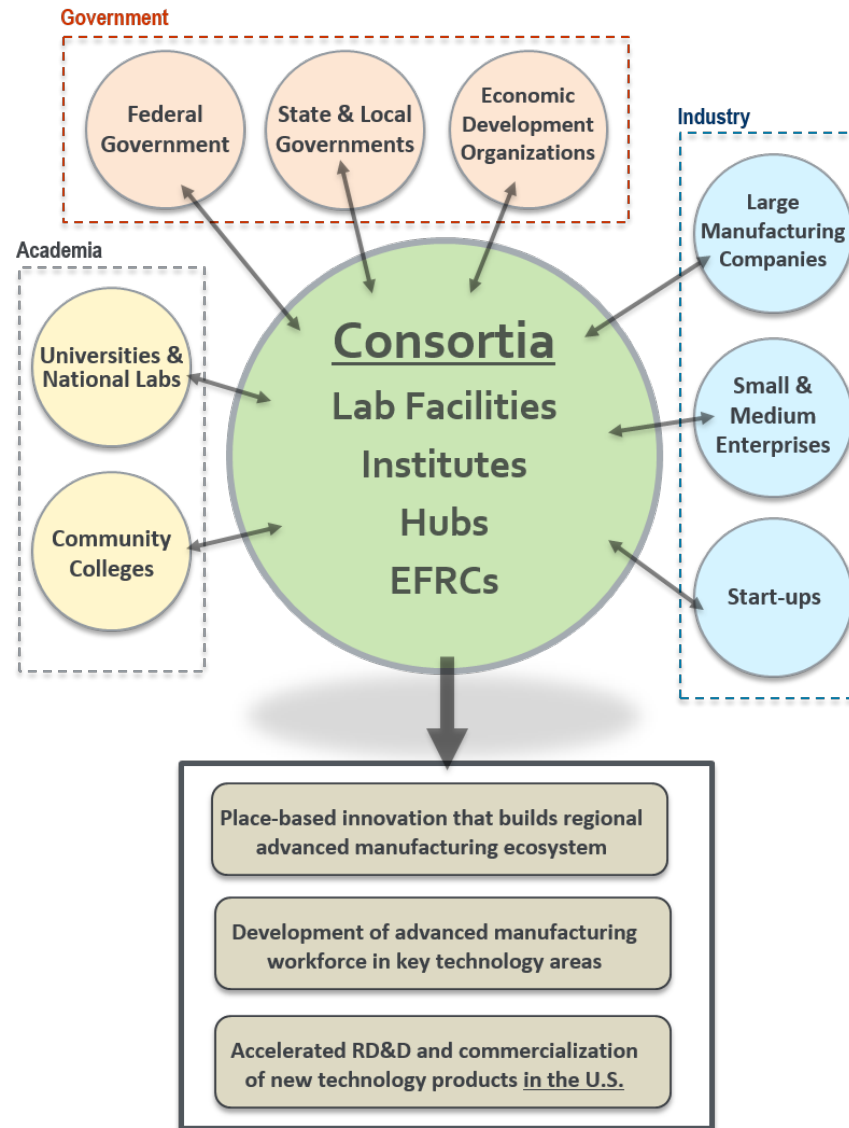 Government
Federal
Government
State & Local
Governments
Economic
Development
Organizations
Industry
Large
Manufacturing
Companies
Small &
Medium
Enterprises
Start-ups
Academia
Universities &
National Labs
Community
Colleges
Consortia
Lab Facilities
Institutes
Hubs
EFRCs
Place-based innovation that builds regional
advanced manufacturing ecosystem
Development of advanced manufacturing
workforce in key technology areas
Accelerated RD&D and commercialization
of new technology products in the U.S.